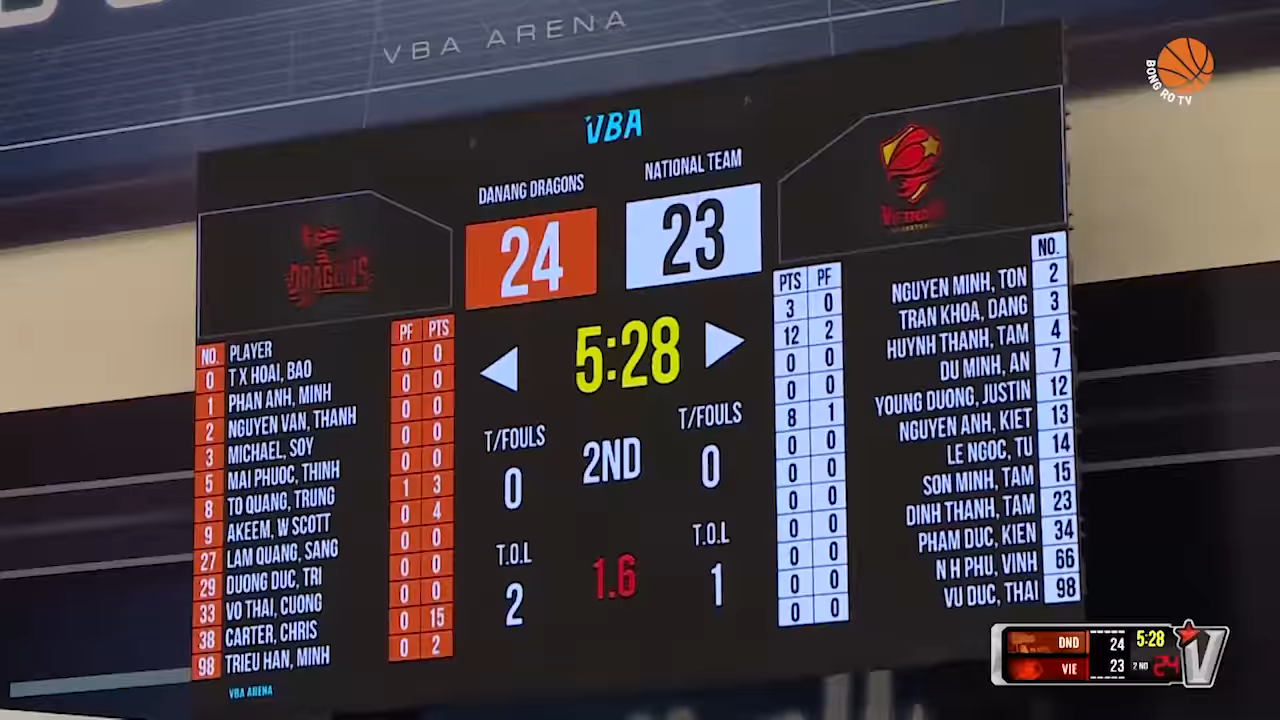 VBA ARENA
BONG RO TV
VBA
DANANG DRAGONS
NATIONAL TEAM
24
23
DRAGONS
5:28
T/FOULS
T/FOULS
0
2ND
0
T.O.L
T.O.L
2
1.6
1
NO. PLAYER PF PTS
0 T X HOAI, BAO 0 0
1 PHAN ANH, MINH 0 0
2 NGUYEN VAN, THANH 0 0
3 MICHAEL, SOY 0 0
5 MAI PHUOC, THINH 0 0
8 TO QUANG, TRUNG 1 3
9 AKEEM, W SCOTT 0 4
27 LAM QUANG, SANG 0 0
29 DUONG DUC, TRI 0 0
33 VO THAI, CUONG 0 0
38 CARTER, CHRIS 0 15
98 TRIEU HAN, MINH 0 2
VBA ARENA
PTS PF NO.
3 0 NGUYEN MINH, TON 2
12 2 TRAN KHOA, DANG 3
0 0 HUYNH THANH, TAM 4
0 0 DU MINH, AN 7
8 1 YOUNG DUONG, JUSTIN 12
0 0 NGUYEN ANH, KIET 13
0 0 LE NGOC, TU 14
0 0 SON MINH, TAM 15
0 0 DINH THANH, TAM 23
0 0 PHAM DUC, KIEN 34
0 0 N H PHU, VINH 66
0 0 VU DUC, THAI 98
DND 24 5:28
VIE 23 2 ND 24
V